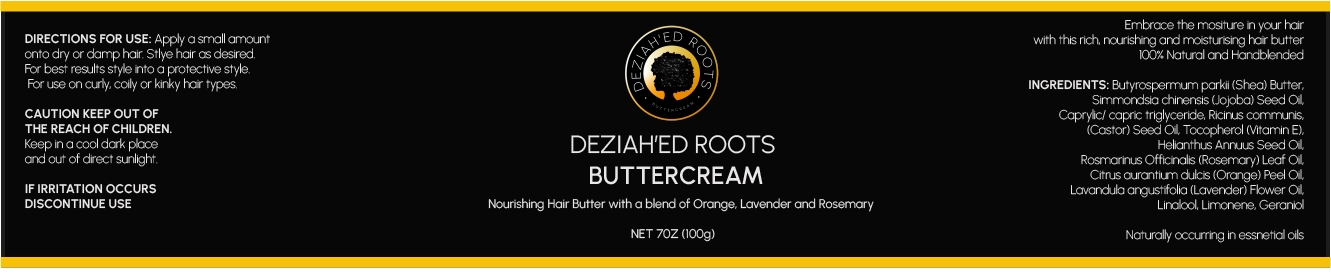 DIRECTIONS FOR USE: Apply a small amount
onto dry or damp hair. Stlye hair as desired.
For best results style into a protective style.
For use on curly, coily or kinky hair types.
CAUTION KEEP OUT OF
THE REACH OF CHILDREN.
Keep in a cool dark place
and out of direct sunlight.
IF IRRITATION OCCURS
DISCONTINUE USE
DEZIAH'ED ROOTS
BUTTERCREAM
DEZIAH'ED ROOTS
BUTTERCREAM
Nourishing Hair Butter with a blend of Orange, Lavender and Rosemary
NET 7OZ (100g)
Embrace the mositure in your hair
with this rich, nourishing and moisturising hair butter
100% Natural and Handblended
INGREDIENTS: Butyrospermum parkii (Shea) Butter,
Simmondsia chinensis (Jojoba) Seed Oil,
Caprylic/ capric triglyceride, Ricinus communis,
(Castor) Seed Oil, Tocopherol (Vitamin E),
Helianthus Annuus Seed Oil,
Rosmarinus Officinalis (Rosemary) Leaf Oil,
Citrus aurantium dulcis (Orange) Peel Oil,
Lavandula angustifolia (Lavender) Flower Oil,
Linalool, Limonene, Geraniol
Naturally occurring in essnetial oils